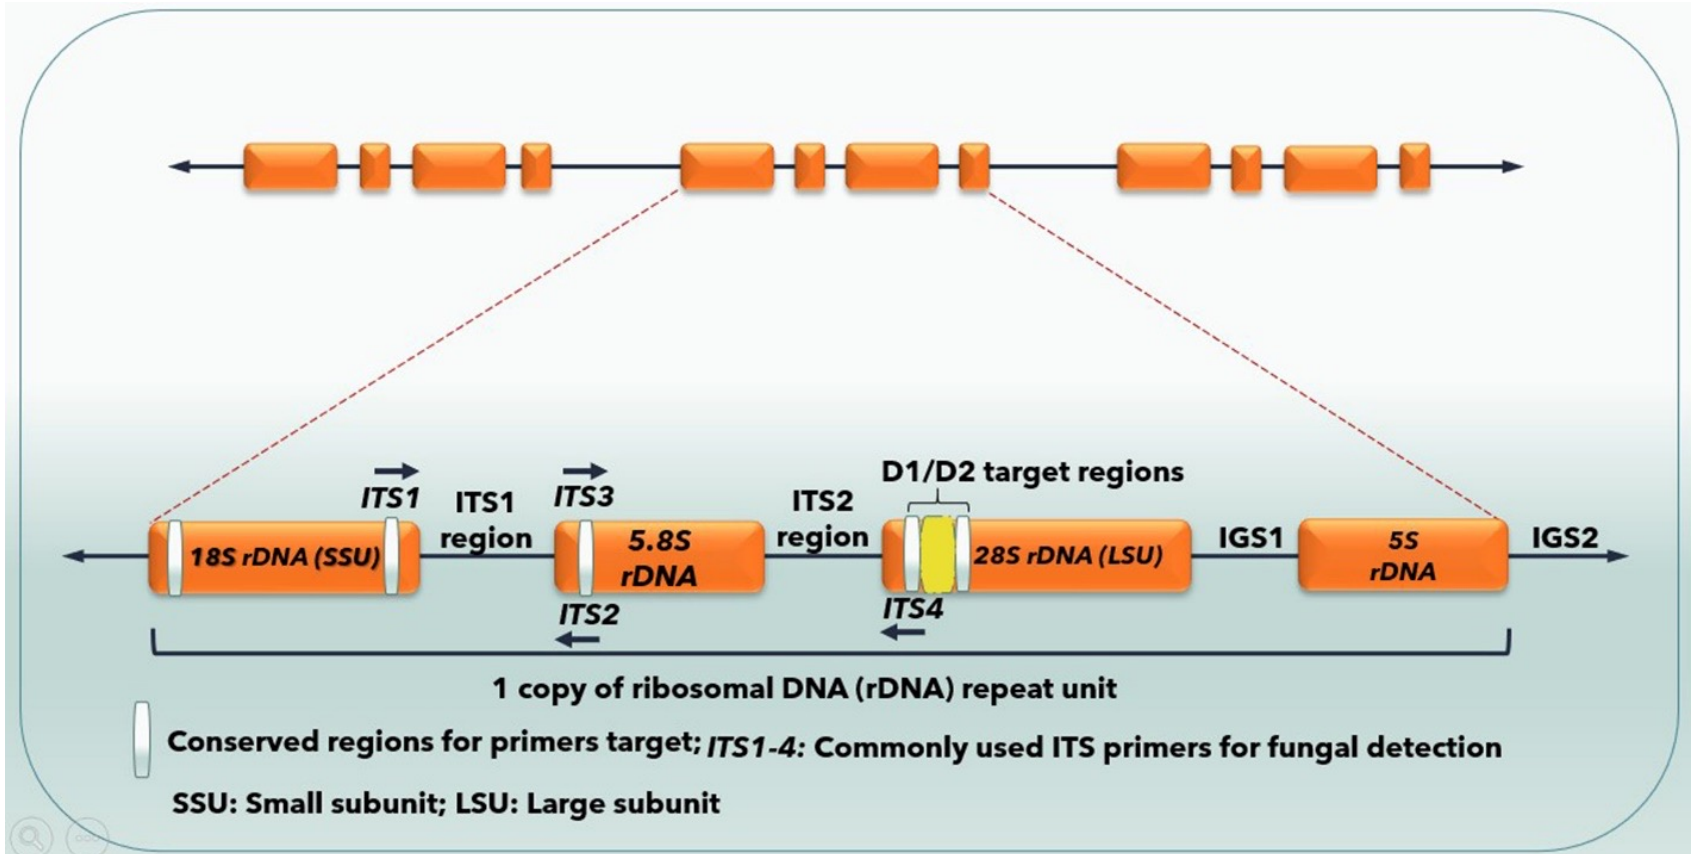 D1/D2 target regions
ITS1
ITS1
region
ITS3
ITS2
region
18S rDNA (SSU)
5.8S
rDNA
28S rDNA (LSU)
IGS1
5S
rDNA
IGS2
ITS2
ITS4
1 copy of ribosomal DNA (rDNA) repeat unit
Conserved regions for primers target; ITS1-4: Commonly used ITS primers for fungal detection
SSU: Small subunit; LSU: Large subunit